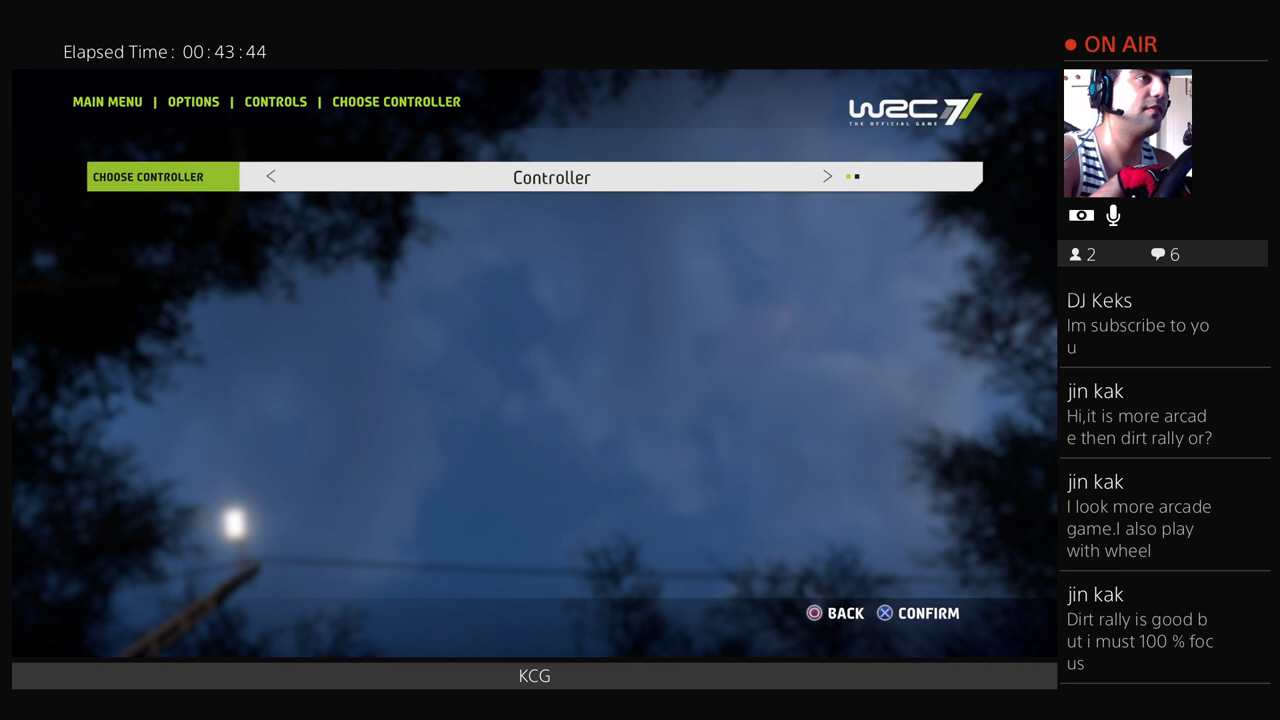 Elapsed Time: 00:43:44
ON AIR
MAIN MENU | OPTIONS | CONTROLS | CHOOSE CONTROLLER
WRC 7
THE OFFICIAL GAME
CHOOSE CONTROLLER < Controller >
2 6
DJ Keks
Im subscribe to yo
u
jin kak
Hi,it is more arcad
e then dirt rally or?
jin kak
I look more arcade
game.I also play
with wheel
jin kak
Dirt rally is good b
ut i must 100 % foc
us
BACK CONFIRM
KCG